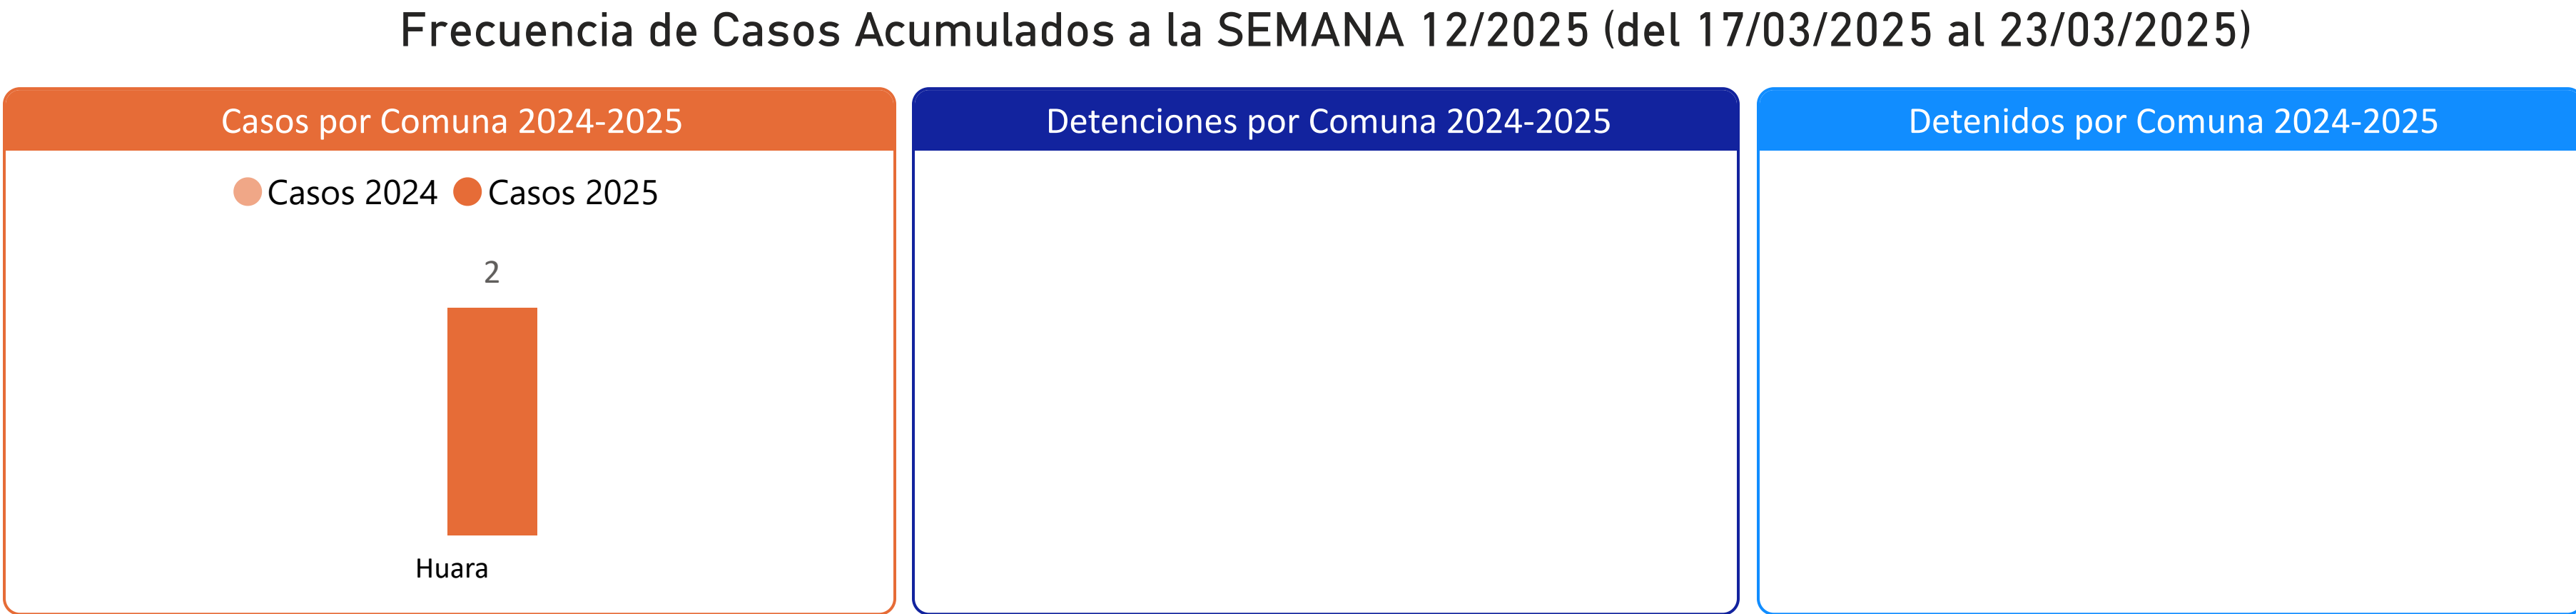 Frecuencia de Casos Acumulados a la SEMANA 12/2025 (del 17/03/2025 al 23/03/2025)
Casos por Comuna 2024-2025
Casos 2024 Casos 2025
2
Huara
Detenciones por Comuna 2024-2025
Detenidos por Comuna 2024-2025